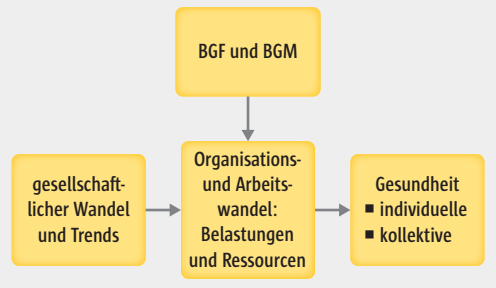 BGF und BGM
gesellschaft-
licher Wandel
und Trends
Organisations-
und Arbeits-
wandel:
Belastungen
und Ressourcen
Gesundheit
■ individuelle
■ kollektive